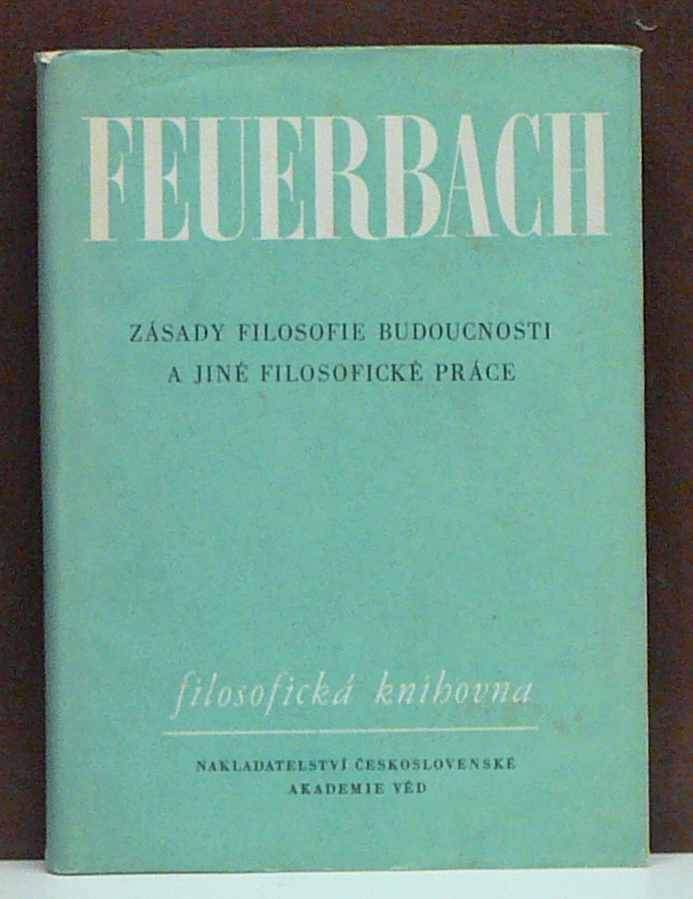 FEUERBACH
ZÁSADY FILOSOFIE BUDOUCNOSTI
A JINÉ FILOSOFICKÉ PRÁCE
filosofická knihovna
NAKLADATELSTVÍ ČESKOSLOVENSKÉ
AKADEMIE VĚD